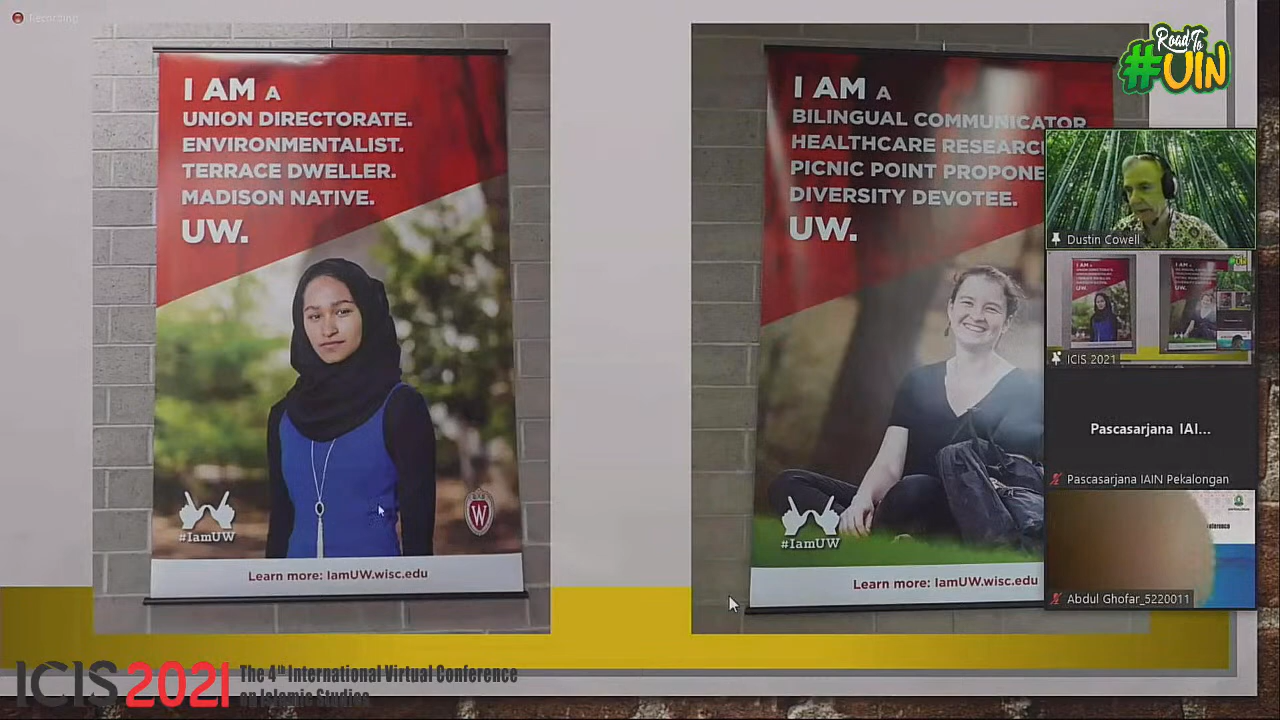 Recording
Road To
#UIN
I AM A
UNION DIRECTORATE.
ENVIRONMENTALIST.
TERRACE DWELLER.
MADISON NATIVE.
UW.
#IamUW
W
Learn more: IamUW.wisc.edu
I AM A
BILINGUAL COMMUNICATOR
HEALTHCARE RESEARC
PICNIC POINT PROPONE
DIVERSITY DEVOTEE.
UW.
#IamUW
Learn more: IamUW.wisc.edu
Dustin Cowell
ICIS 2021
Pascasarjana IAI...
Pascasarjana IAIN Pekalongan
Abdul Ghofar_5220011
ICIS 2021
The 4th International Virtual Conference
on Islamic Studies